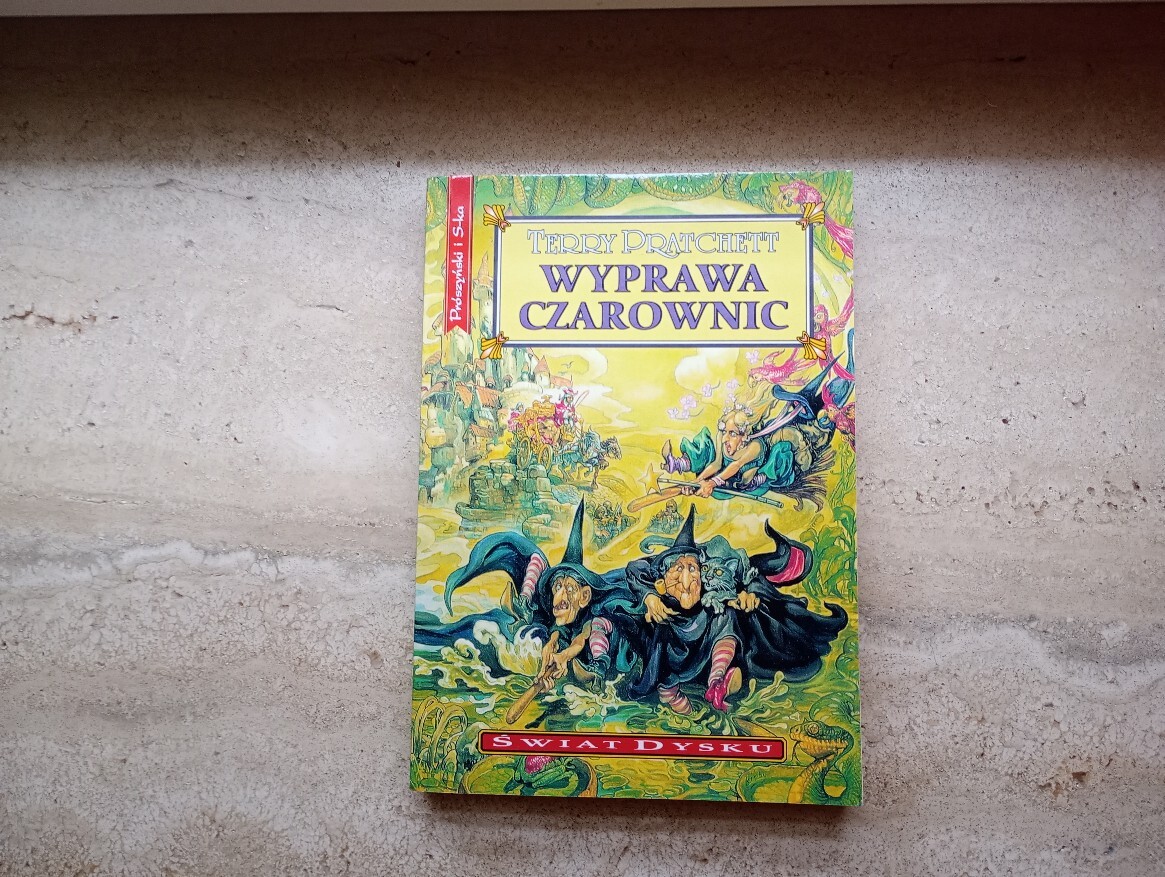 Prószyński i S-ka
TERRY PRATCHETT
WYPRAWA
CZAROWNIC
ŚWIAT DYSKU